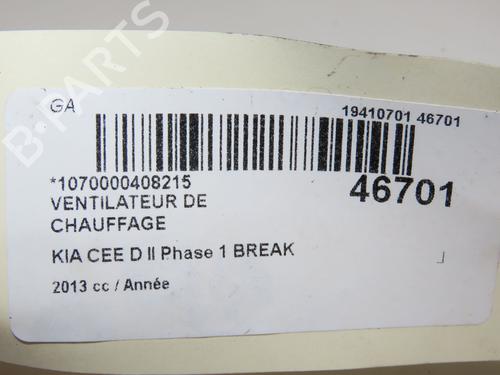 GA
19410701 46701
*1070000408215
46701
VENTILATEUR DE
CHAUFFAGE
KIA CEE D II Phase 1 BREAK
2013 cc / Année
B-PARTS